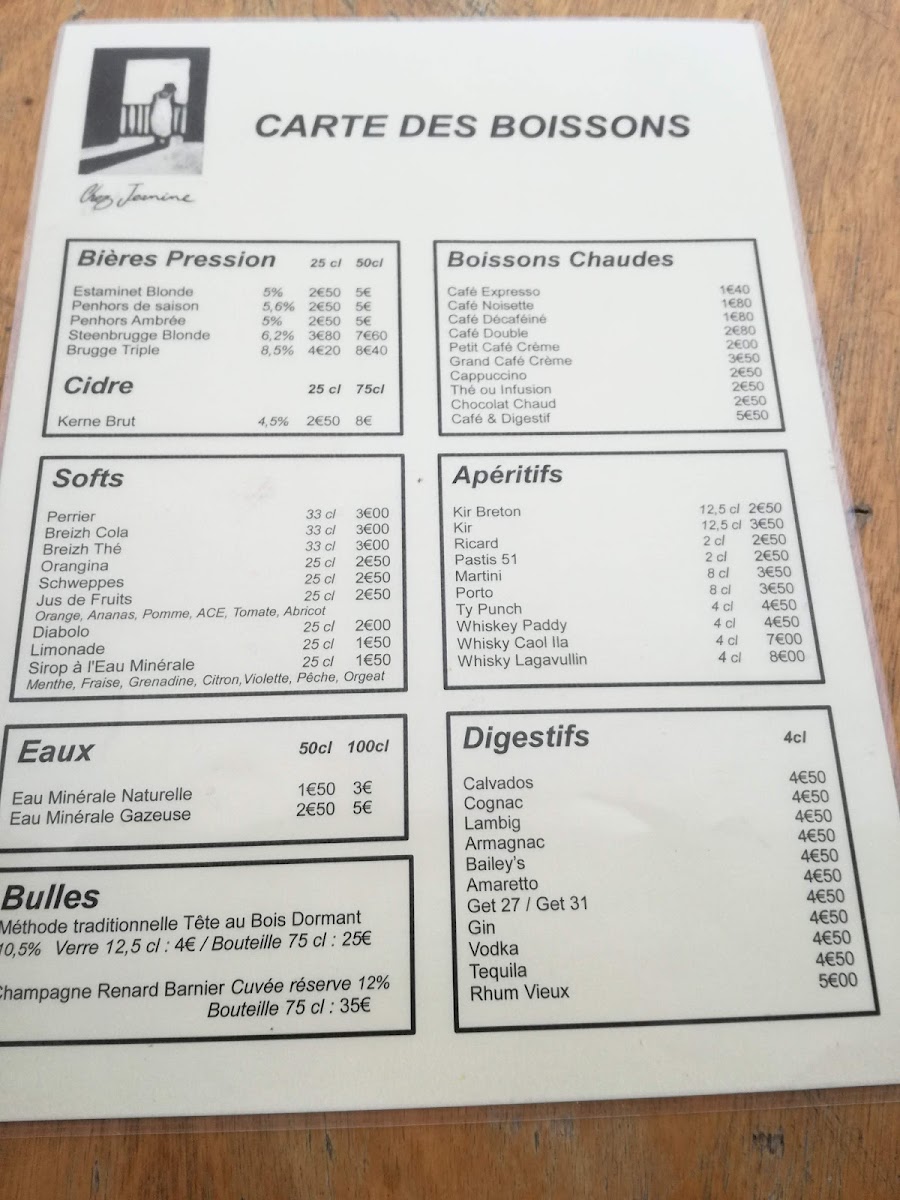 CARTE DES BOISSONS
Chez Jeanine
Bières Pression 25 cl 50cl
Estaminet Blonde 5% 2€50 5€
Penhors de saison 5,6% 2€50 5€
Penhors Ambrée 5% 2€50 5€
Steenbrugge Blonde 6,2% 3€80 7€60
Brugge Triple 8,5% 4€20 8€40
Cidre 25 cl 75cl
Kerne Brut 4,5% 2€50 8€
Boissons Chaudes
Café Expresso 1€40
Café Noisette 1€80
Café Décaféiné 1€80
Café Double 2€80
Petit Café Crème 2€00
Grand Café Crème 3€50
Cappuccino 2€50
Thé ou Infusion 2€50
Chocolat Chaud 2€50
Café & Digestif 5€50
Softs
Perrier 33 cl 3€00
Breizh Cola 33 cl 3€00
Breizh Thé 33 cl 3€00
Orangina 25 cl 2€50
Schweppes 25 cl 2€50
Jus de Fruits 25 cl 2€50
Orange, Ananas, Pomme, ACE, Tomate, Abricot
Diabolo 25 cl 2€00
Limonade 25 cl 1€50
Sirop à l'Eau Minérale 25 cl 1€50
Menthe, Fraise, Grenadine, Citron,Violette, Pêche, Orgeat
Apéritifs
Kir Breton 12,5 cl 2€50
Kir 12,5 cl 3€50
Ricard 2 cl 2€50
Pastis 51 2 cl 2€50
Martini 8 cl 3€50
Porto 8 cl 3€50
Ty Punch 4 cl 4€50
Whiskey Paddy 4 cl 4€50
Whisky Caol Ila 4 cl 7€00
Whisky Lagavullin 4 cl 8€00
Eaux 50cl 100cl
Eau Minérale Naturelle 1€50 3€
Eau Minérale Gazeuse 2€50 5€
Bulles
Méthode traditionnelle Tête au Bois Dormant
10,5% Verre 12,5 cl : 4€ / Bouteille 75 cl : 25€
Champagne Renard Barnier Cuvée réserve 12%
Bouteille 75 cl : 35€
Digestifs 4cl
Calvados 4€50
Cognac 4€50
Lambig 4€50
Armagnac 4€50
Bailey's 4€50
Amaretto 4€50
Get 27 / Get 31 4€50
Gin 4€50
Vodka 4€50
Tequila 4€50
Rhum Vieux 5€00